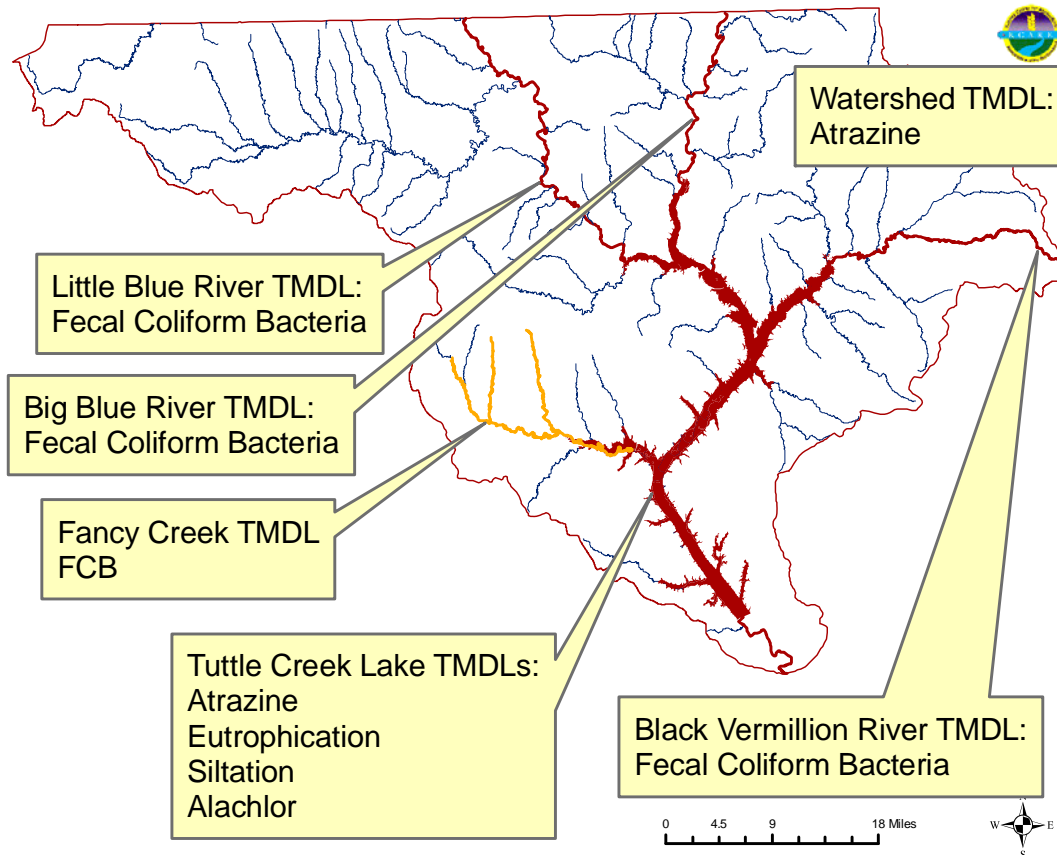 Watershed TMDL:
Atrazine
Little Blue River TMDL:
Fecal Coliform Bacteria
Big Blue River TMDL:
Fecal Coliform Bacteria
Fancy Creek TMDL
FCB
Tuttle Creek Lake TMDLs:
Atrazine
Eutrophication
Siltation
Alachlor
Black Vermillion River TMDL:
Fecal Coliform Bacteria
0 4.5 9 18 Miles
W E
S